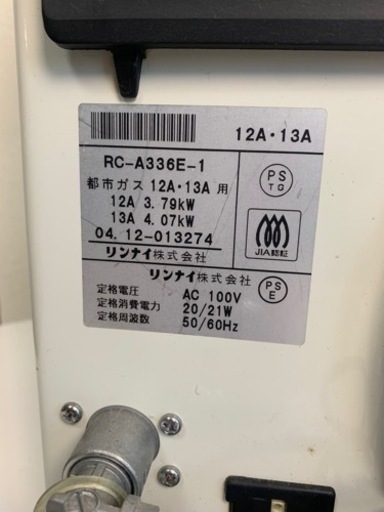 12A・13A
RC-A336E-1
都市ガス 12A・13A 用
12A 3.79kW
13A 4.07kW
04.12-013274
リンナイ株式会社
PS
TG
JIA認証
リンナイ株式会社
定格電圧 AC 100V
定格消費電力 20/21W
定格周波数 50/60Hz
PS
E